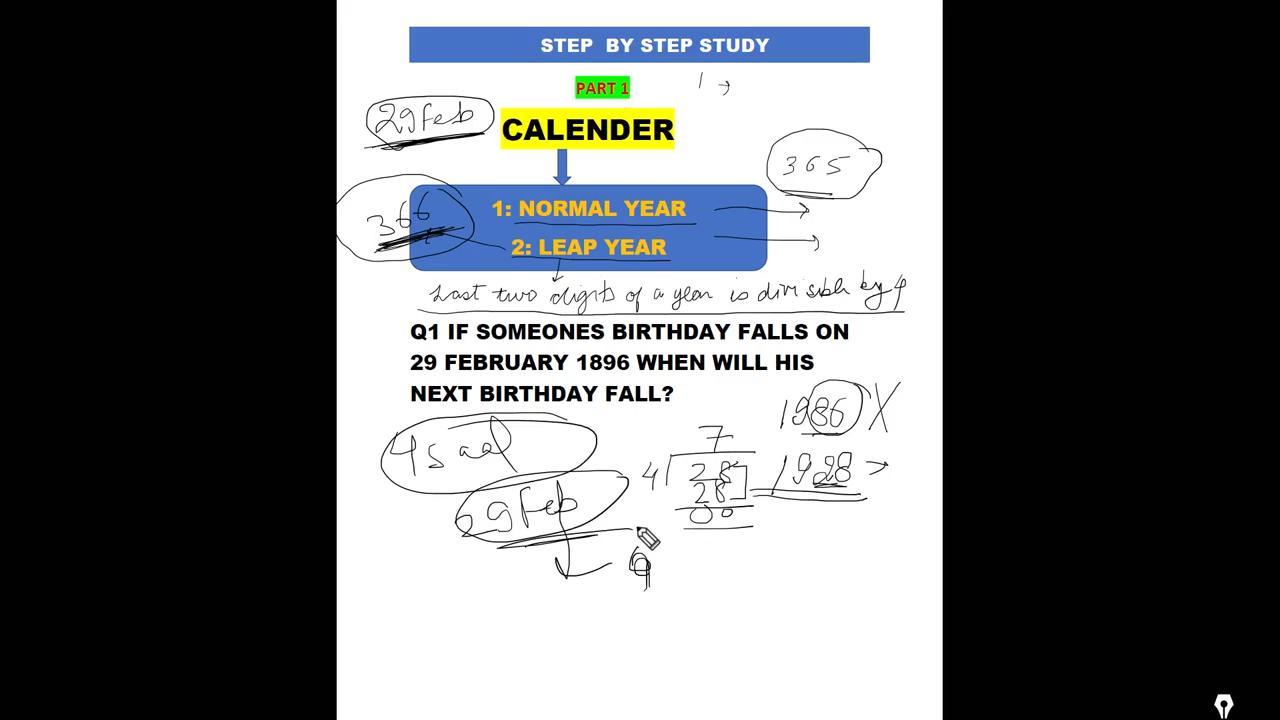 STEP BY STEP STUDY
PART 1
29 Feb
CALENDER
365
366
1: NORMAL YEAR
2: LEAP YEAR
Last two digits of a year is divisible by 4
Q1 IF SOMEONES BIRTHDAY FALLS ON
29 FEBRUARY 1896 WHEN WILL HIS
NEXT BIRTHDAY FALL?
1986 X
4 saal
7
4 28
1928
28
29 Feb
00